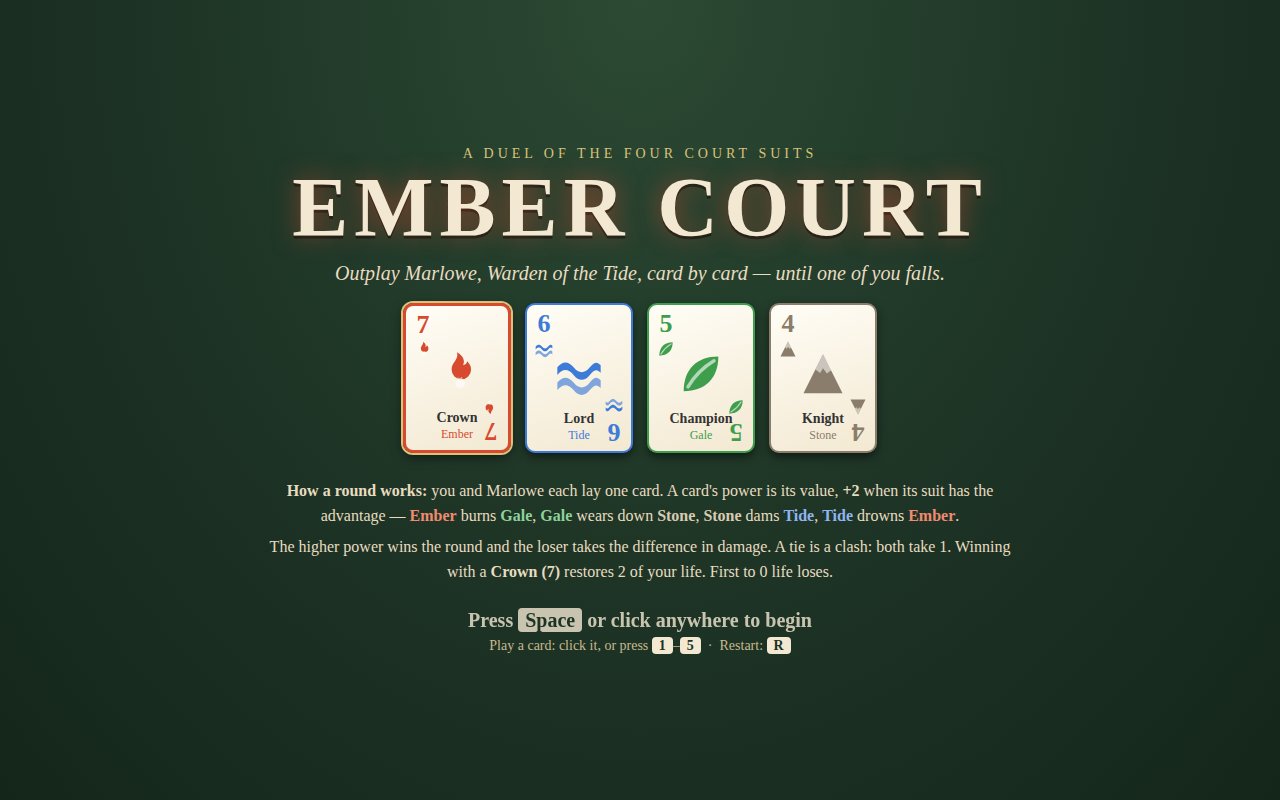 A DUEL OF THE FOUR COURT SUITS
EMBER COURT
Outplay Marlowe, Warden of the Tide, card by card — until one of you falls.
7
Crown
Ember
7
6
Lord
Tide
6
5
Champion
Gale
5
4
Knight
Stone
4
How a round works: you and Marlowe each lay one card. A card's power is its value, +2 when its suit has the
advantage — Ember burns Gale, Gale wears down Stone, Stone dams Tide, Tide drowns Ember.
The higher power wins the round and the loser takes the difference in damage. A tie is a clash: both take 1. Winning
with a Crown (7) restores 2 of your life. First to 0 life loses.
Press Space or click anywhere to begin
Play a card: click it, or press 1–5 · Restart: R